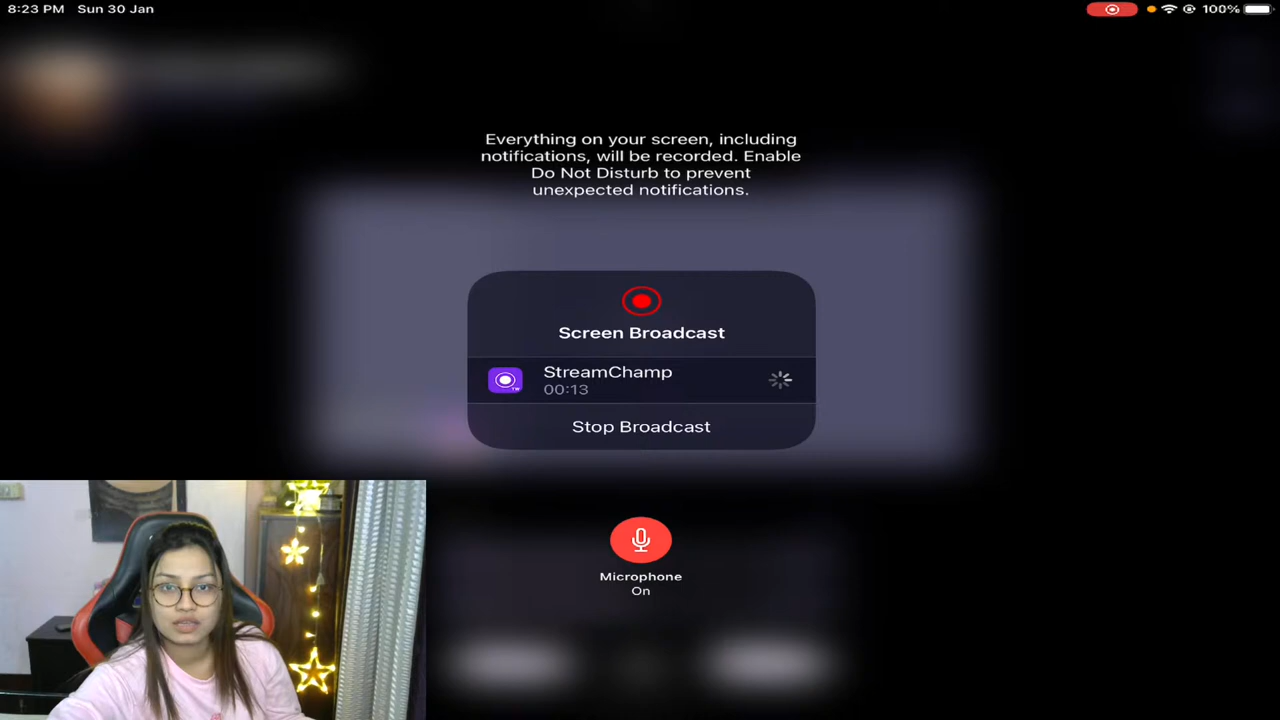 8:23 PM Sun 30 Jan
100%
Everything on your screen, including
notifications, will be recorded. Enable
Do Not Disturb to prevent
unexpected notifications.
Screen Broadcast
StreamChamp
00:13
Stop Broadcast
Microphone
On